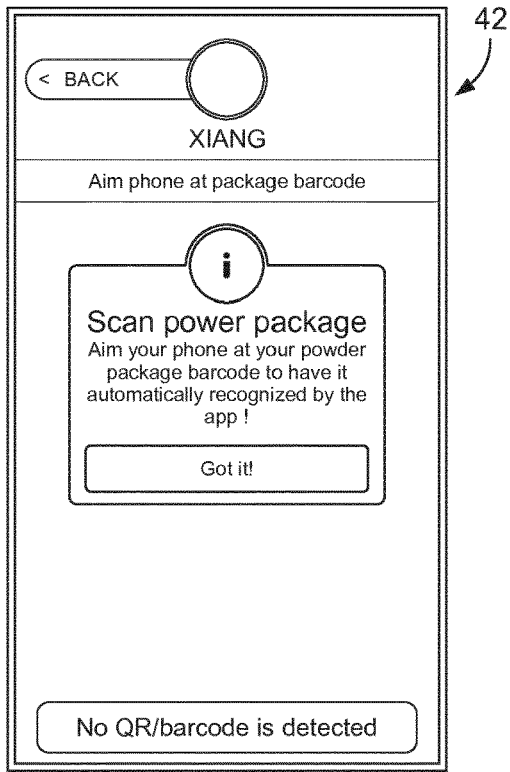 42
< BACK
XIANG
Aim phone at package barcode
i
Scan power package
Aim your phone at your powder
package barcode to have it
automatically recognized by the
app !
Got it!
No QR/barcode is detected